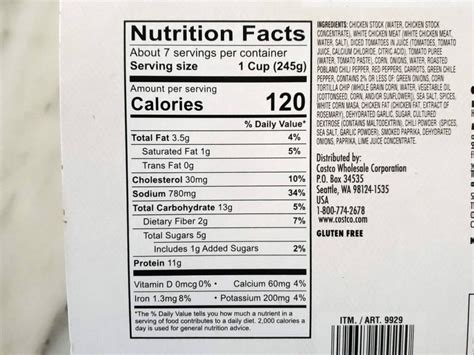 Nutrition Facts
About 7 servings per container
Serving size 1 Cup (245g)
Amount per serving
Calories 120
% Daily Value*
Total Fat 3.5g 4%
Saturated Fat 1g 5%
Trans Fat 0g
Cholesterol 30mg 10%
Sodium 780mg 34%
Total Carbohydrate 13g 5%
Dietary Fiber 2g 7%
Total Sugars 5g
Includes 1g Added Sugars 2%
Protein 11g
Vitamin D 0mcg 0% • Calcium 60mg 4%
Iron 1.3mg 8% • Potassium 200mg 4%
*The % Daily Value tells you how much a nutrient in a
serving of food contributes to a daily diet. 2,000 calories a
day is used for general nutrition advice.
INGREDIENTS: CHICKEN STOCK (WATER, CHICKEN STOCK
CONCENTRATE), WHITE CHICKEN MEAT (WHITE CHICKEN MEAT,
WATER, SALT), DICED TOMATOES IN JUICE (TOMATOES, TOMATO
JUICE, CALCIUM CHLORIDE, CITRIC ACID), TOMATO PUREE
(WATER, TOMATO PASTE), CORN, ONIONS, WATER, ROASTED
POBLANO CHILI PEPPER, RED PEPPERS, CARROTS, GREEN CHILE
PEPPER, CONTAINS 2% OR LESS OF: GREEN ONIONS, CORN
TORTILLA CHIP (WHOLE GRAIN CORN, WATER, VEGETABLE OIL
(COTTONSEED, CORN, AND/OR SUNFLOWER)), SEA SALT, SPICES,
WHITE CORN MASA, CHICKEN FAT (CHICKEN FAT, EXTRACT OF
ROSEMARY), DEHYDRATED GARLIC, SUGAR, CULTURED
DEXTROSE (CONTAINS MALTODEXTRIN), CHILI POWDER (SPICES,
SEA SALT, GARLIC POWDER), SMOKED PAPRIKA, DEHYDRATED
ONIONS, PAPRIKA, LIME JUICE CONCENTRATE.
Distributed by:
Costco Wholesale Corporation
P.O. Box 34535
Seattle, WA 98124-1535
USA
1-800-774-2678
www.costco.com
GLUTEN FREE
ITM. / ART. 9929